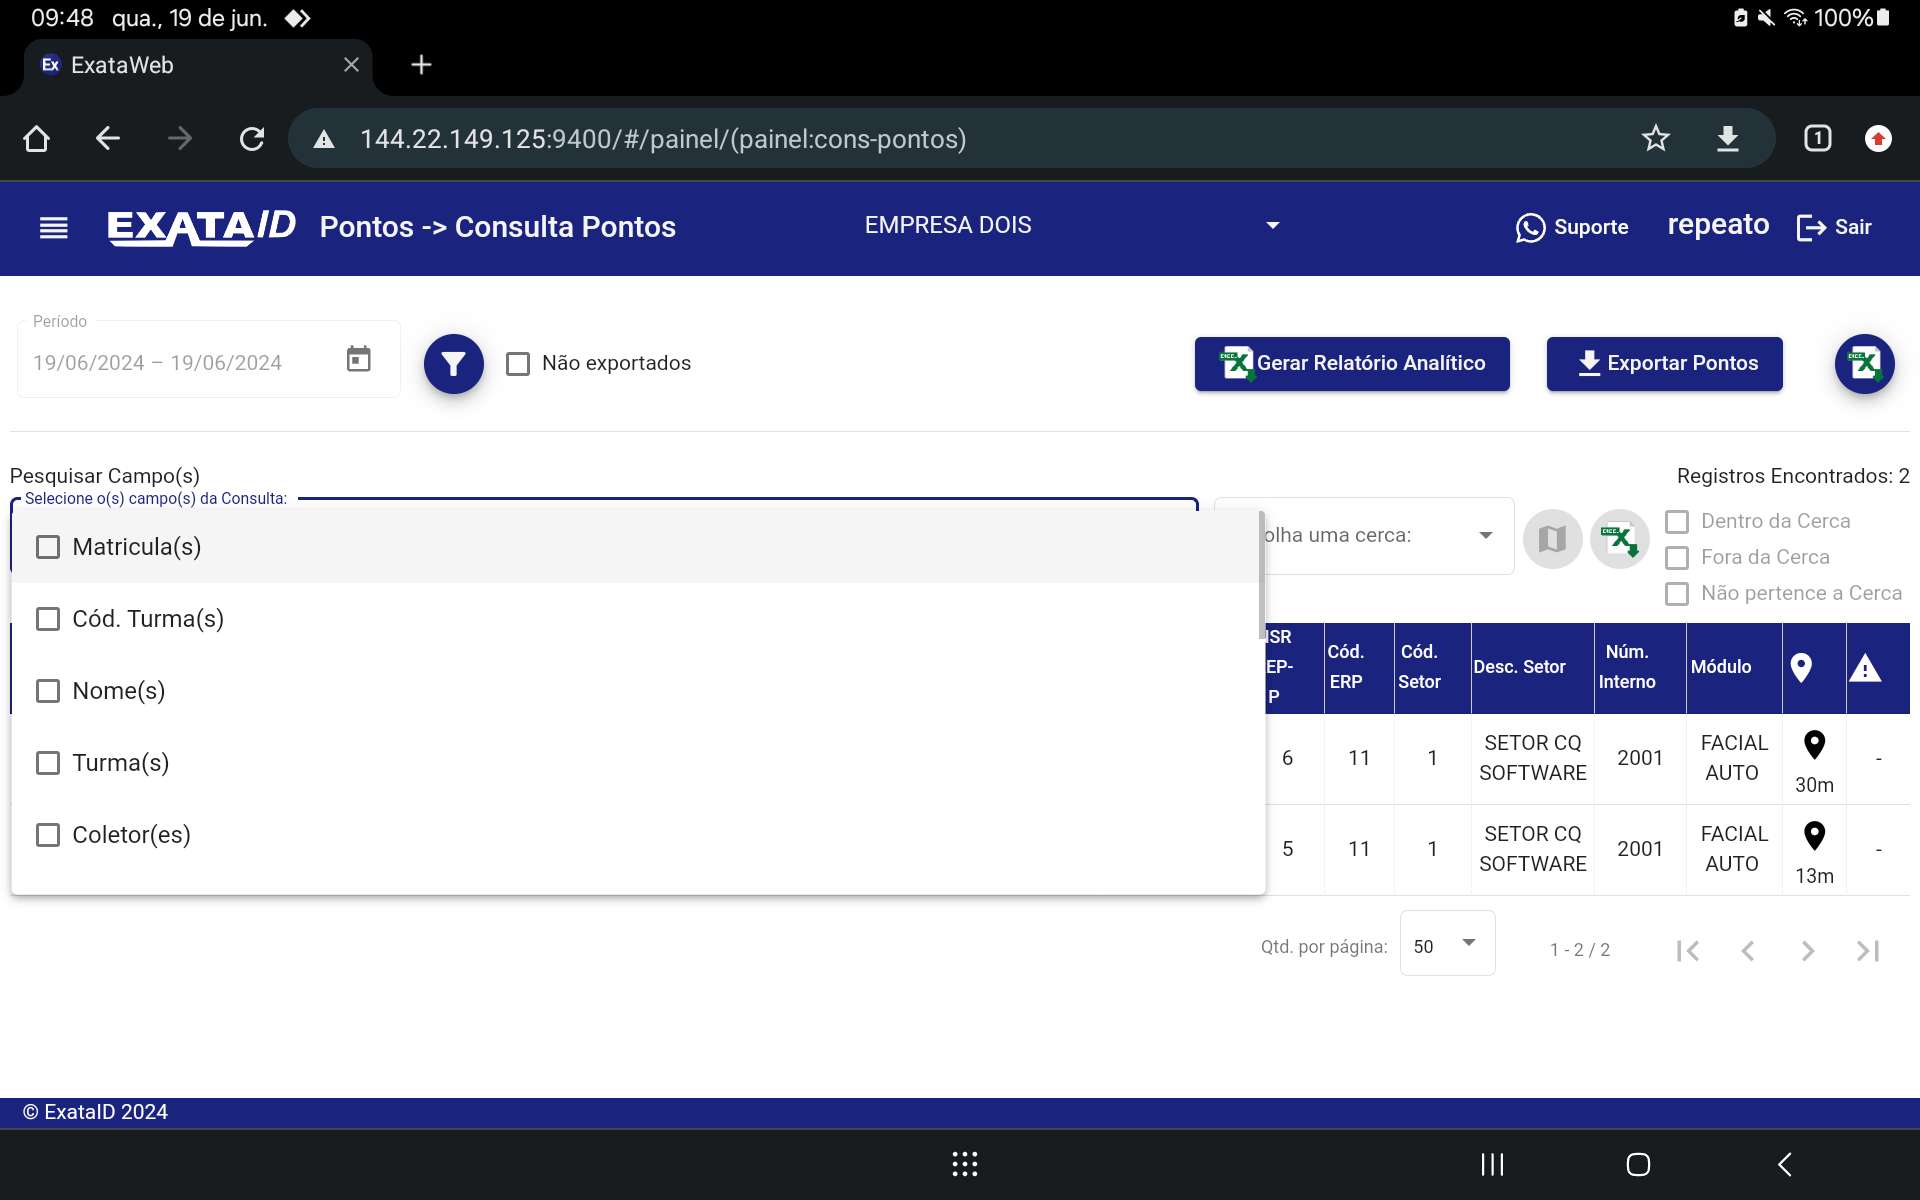 09:48 qua., 19 de jun. 100%
Ex ExataWeb
144.22.149.125:9400/#/painel/(painel:cons-pontos)
1
EXATAID Pontos -> Consulta Pontos EMPRESA DOIS Suporte repeato Sair
Período
19/06/2024 – 19/06/2024
Não exportados
Gerar Relatório Analítico
Exportar Pontos
Pesquisar Campo(s)
Registros Encontrados: 2
Selecione o(s) campo(s) da Consulta:
Matricula(s)
Cód. Turma(s)
Nome(s)
Turma(s)
Coletor(es)
olha uma cerca:
Dentro da Cerca
Fora da Cerca
Não pertence a Cerca
SR
EP-
P
Cód.
ERP
Cód.
Setor
Desc. Setor
Núm.
Interno
Módulo
6 11 1 SETOR CQ SOFTWARE 2001 FACIAL AUTO 30m -
5 11 1 SETOR CQ SOFTWARE 2001 FACIAL AUTO 13m -
Qtd. por página: 50 1 - 2 / 2
© ExataID 2024